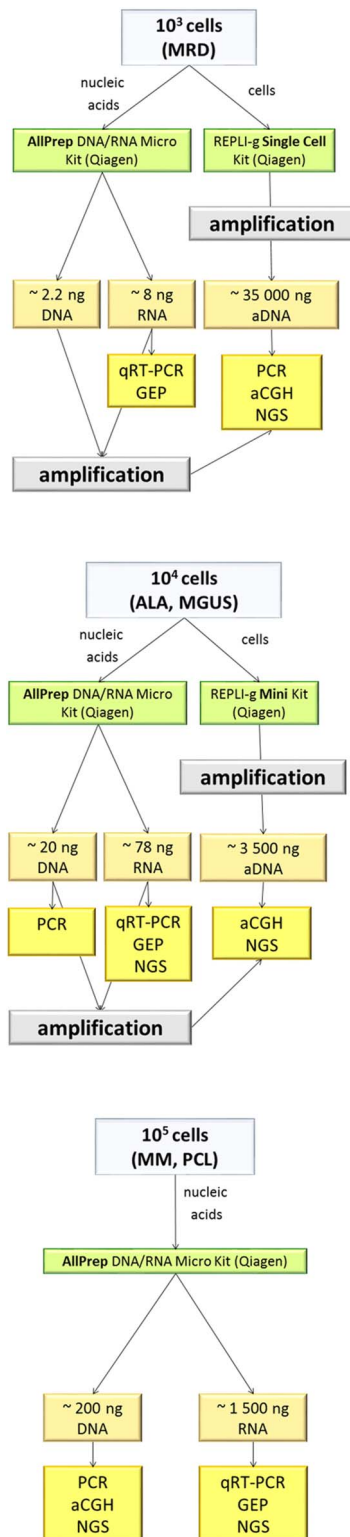 10³ cells
(MRD)
nucleic
acids
cells
AllPrep DNA/RNA Micro
Kit (Qiagen)
REPLI-g Single Cell
Kit (Qiagen)
amplification
~ 2.2 ng
DNA
~ 8 ng
RNA
~ 35 000 ng
aDNA
qRT-PCR
GEP
PCR
aCGH
NGS
amplification
10⁴ cells
(ALA, MGUS)
nucleic
acids
cells
AllPrep DNA/RNA Micro
Kit (Qiagen)
REPLI-g Mini Kit
(Qiagen)
amplification
~ 20 ng
DNA
~ 78 ng
RNA
~ 3 500 ng
aDNA
PCR
qRT-PCR
GEP
NGS
aCGH
NGS
amplification
10⁵ cells
(MM, PCL)
nucleic
acids
AllPrep DNA/RNA Micro Kit (Qiagen)
~ 200 ng
DNA
~ 1 500 ng
RNA
PCR
aCGH
NGS
qRT-PCR
GEP
NGS